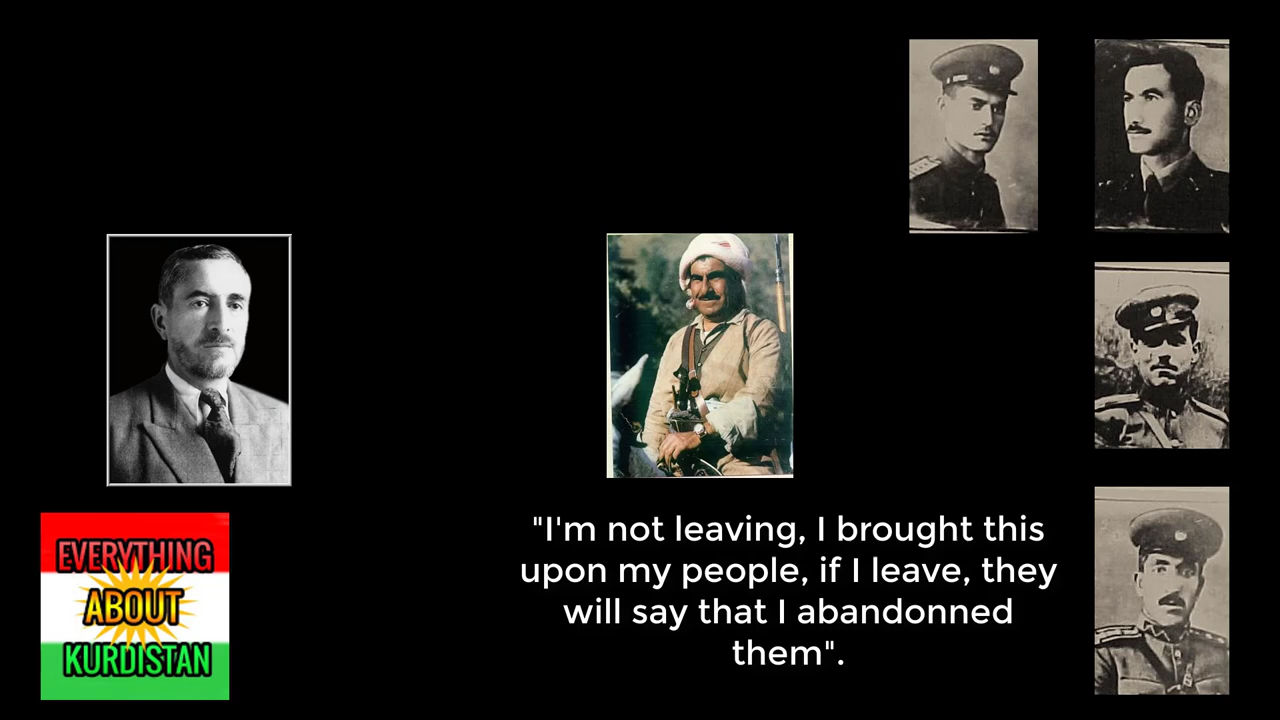 EVERYTHING
ABOUT
KURDISTAN
"I'm not leaving, I brought this
upon my people, if I leave, they
will say that I abandonned
them".